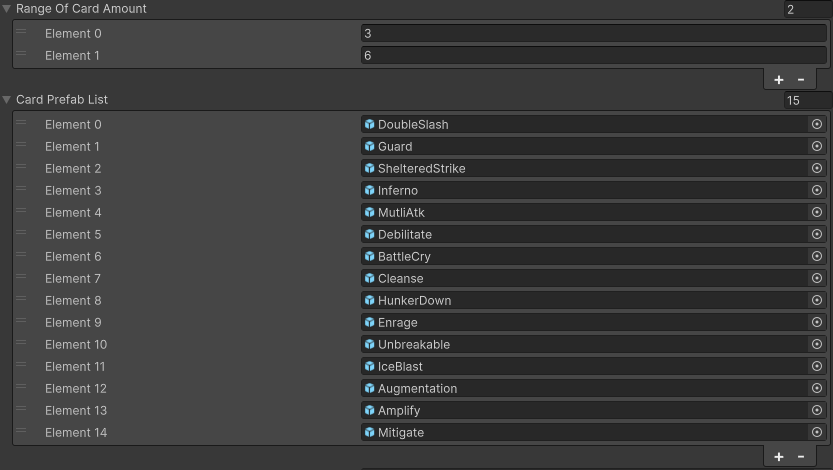 Range Of Card Amount 2
Element 0 3
Element 1 6
+ -
Card Prefab List 15
Element 0 DoubleSlash
Element 1 Guard
Element 2 ShelteredStrike
Element 3 Inferno
Element 4 MutliAtk
Element 5 Debilitate
Element 6 BattleCry
Element 7 Cleanse
Element 8 HunkerDown
Element 9 Enrage
Element 10 Unbreakable
Element 11 IceBlast
Element 12 Augmentation
Element 13 Amplify
Element 14 Mitigate
+ -